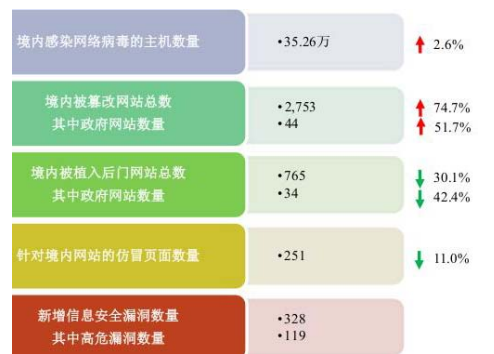 境内感染网络病毒的主机数量
•35.26万
2.6%
境内被篡改网站总数
•2,753
74.7%
其中政府网站数量
•44
51.7%
境内被植入后门网站总数
•765
30.1%
其中政府网站数量
•34
42.4%
针对境内网站的仿冒页面数量
•251
11.0%
新增信息安全漏洞数量
•328
其中高危漏洞数量
•119